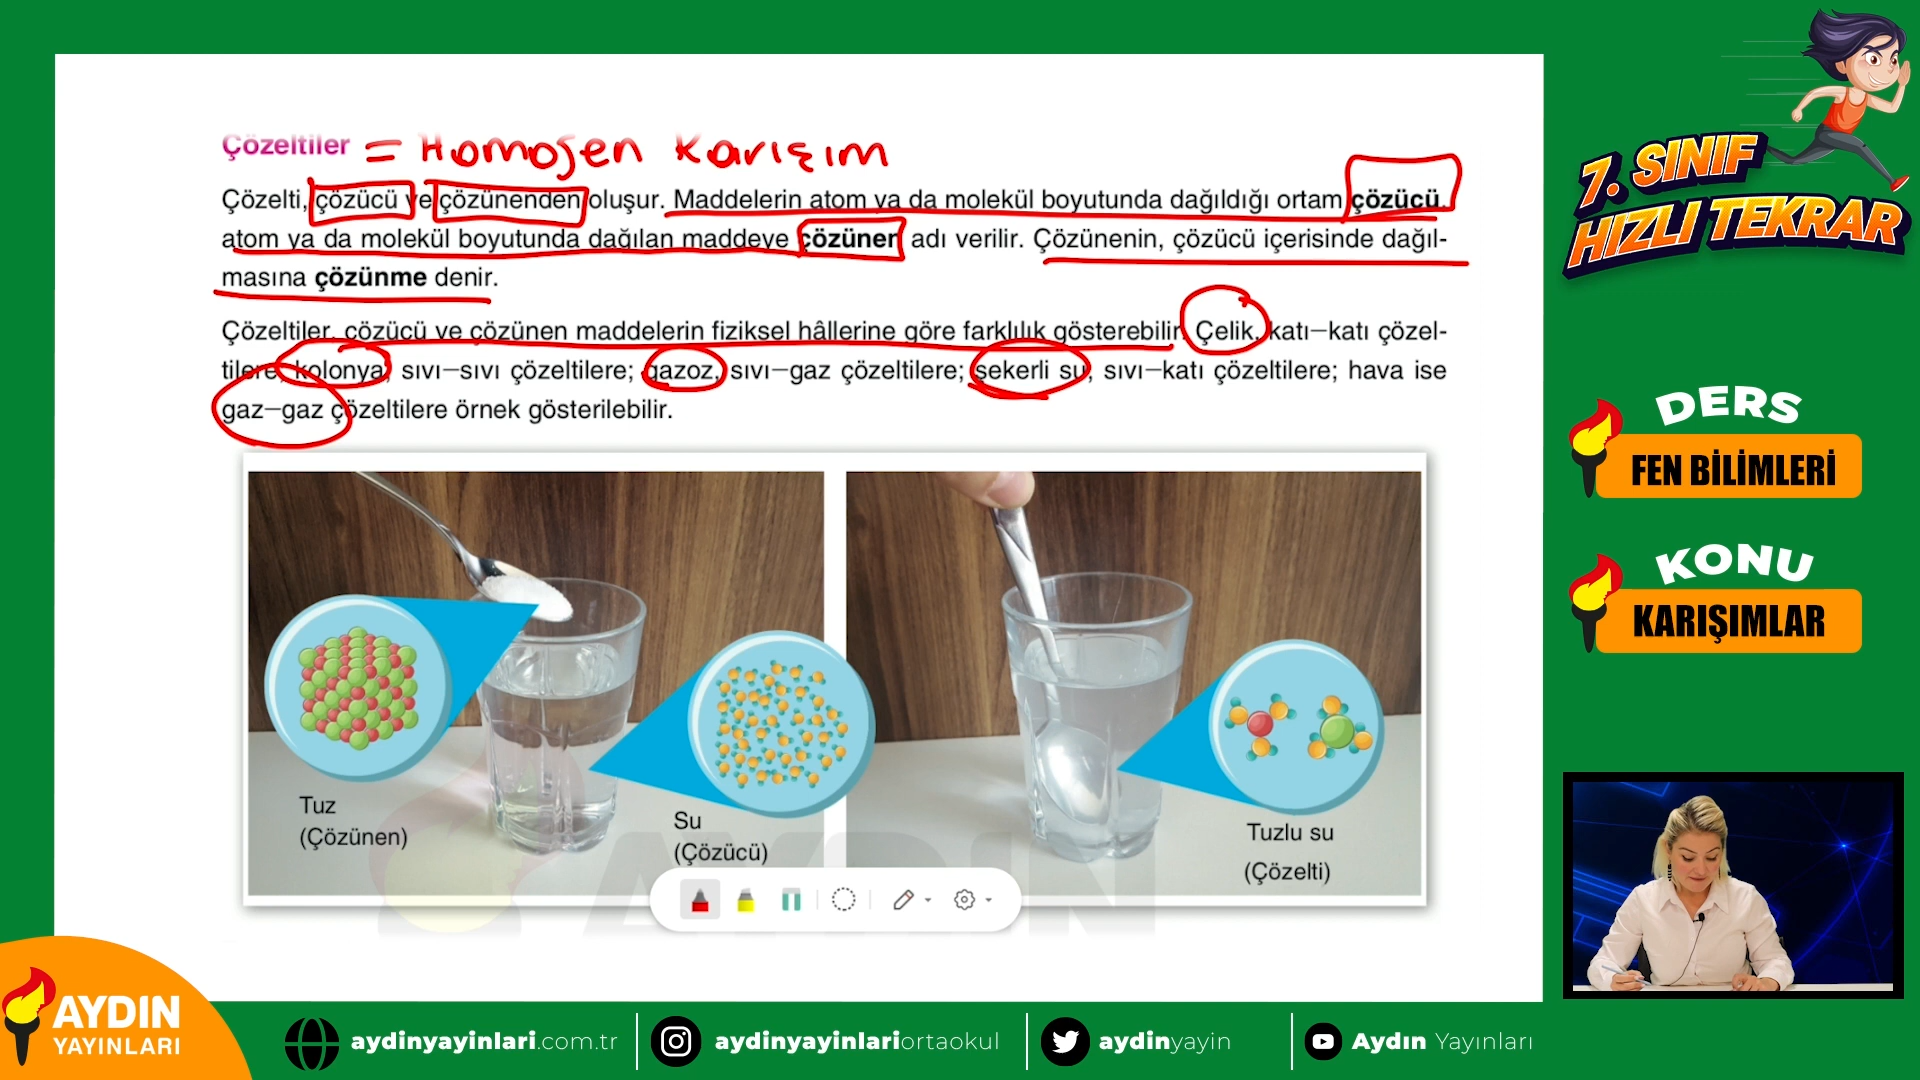 Çözeltiler = Homojen Karışım
Çözelti, çözücü ve çözünenden oluşur. Maddelerin atom ya da molekül boyutunda dağıldığı ortam çözücü,
atom ya da molekül boyutunda dağılan maddeye çözünen adı verilir. Çözünenin, çözücü içerisinde dağıl-
masına çözünme denir.
Çözeltiler, çözücü ve çözünen maddelerin fiziksel hâllerine göre farklılık gösterebilir. Çelik, katı–katı çözel-
tilere; kolonya, sıvı–sıvı çözeltilere; gazoz, sıvı–gaz çözeltilere; şekerli su, sıvı–katı çözeltilere; hava ise
gaz–gaz çözeltilere örnek gösterilebilir.
Tuz
(Çözünen)
Su
(Çözücü)
Tuzlu su
(Çözelti)
AYDIN
7. SINIF
HIZLI TEKRAR
DERS
FEN BİLİMLERİ
KONU
KARIŞIMLAR
AYDIN
YAYINLARI
aydinyayinlari.com.tr
aydinyayinlariortaokul
aydinyayin
Aydın Yayınları